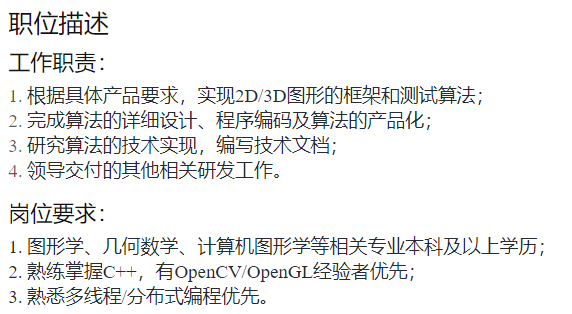 职位描述
工作职责：
1. 根据具体产品要求，实现2D/3D图形的框架和测试算法；
2. 完成算法的详细设计、程序编码及算法的产品化；
3. 研究算法的技术实现，编写技术文档；
4. 领导交付的其他相关研发工作。
岗位要求：
1. 图形学、几何数学、计算机图形学等相关专业本科及以上学历；
2. 熟练掌握C++，有OpenCV/OpenGL经验者优先；
3. 熟悉多线程/分布式编程优先。